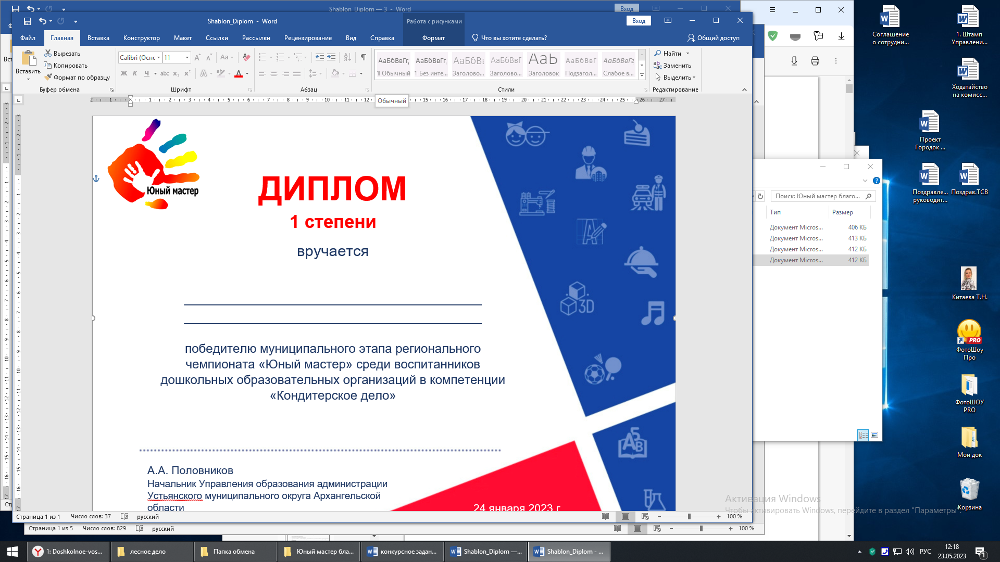 Shablon_Diplom — 3 - Word
Вход
Shablon_Diplom - Word
Работа с рисунками
Вход
Файл
Главная
Вставка
Конструктор
Макет
Ссылки
Рассылки
Рецензирование
Вид
Справка
Формат
Что вы хотите сделать?
Общий доступ
Вставить
Вырезать
Копировать
Формат по образцу
Буфер обмена
Calibri (Оснс
11
Шрифт
Абзац
АаБбВвГг,
¶ Обычный
АаБбВвГг,
¶ Без инте...
АаБбВв
Заголово...
АаБбВвГ
Заголово...
АаЬ
Заголовок
АаБбВвГ
Подзагол...
АаБбВвГг
Слабое в...
Стили
Найти
Заменить
Выделить
Редактирование
Обычный
Юный мастер
ДИПЛОМ
1 степени
вручается
победителю муниципального этапа регионального
чемпионата «Юный мастер» среди воспитанников
дошкольных образовательных организаций в компетенции
«Кондитерское дело»
А.А. Половников
Начальник Управления образования администрации
Устьянского муниципального округа Архангельской
области
24 января 2023 г
3D
Страница 1 из 1
Число слов: 37
русский
100 %
Страница 1 из 5
Число слов: 829
русский
100 %
Поиск: Юный мастер благо...
Тип
Размер
Документ Micros...
406 КБ
Документ Micros...
413 КБ
Документ Micros...
412 КБ
Документ Micros...
412 КБ
Активация Windows
Чтобы активировать Windows, перейдите в раздел "Параметры".
Соглашение
о сотрудни...
1. Штамп
Управлени...
Ходатайство
на комисс...
Проект
Городок ...
Поздравле...
руководит...
Поздрав.ТСВ
Китаева Т.Н.
PRO
ФотоШоу
Про
ФотоШОУ
PRO
Мои док
Корзина
1: Doshkolnoe-vos...
лесное дело
Папка обмена
Юный мастер бла...
конкурсное задан...
Shablon_Diplom —...
Shablon_Diplom - ...
РУС
12:18
23.05.2023
1